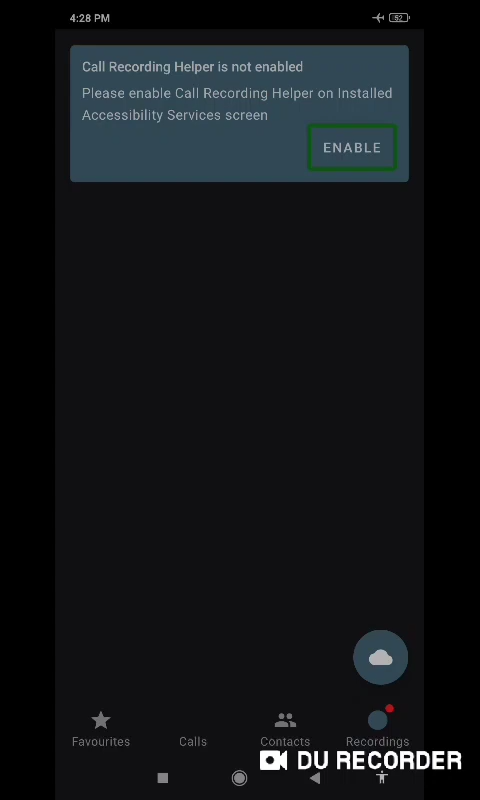 4:28 PM
52
Call Recording Helper is not enabled
Please enable Call Recording Helper on Installed
Accessibility Services screen
ENABLE
Favourites
Calls
Contacts
Recordings
DU RECORDER